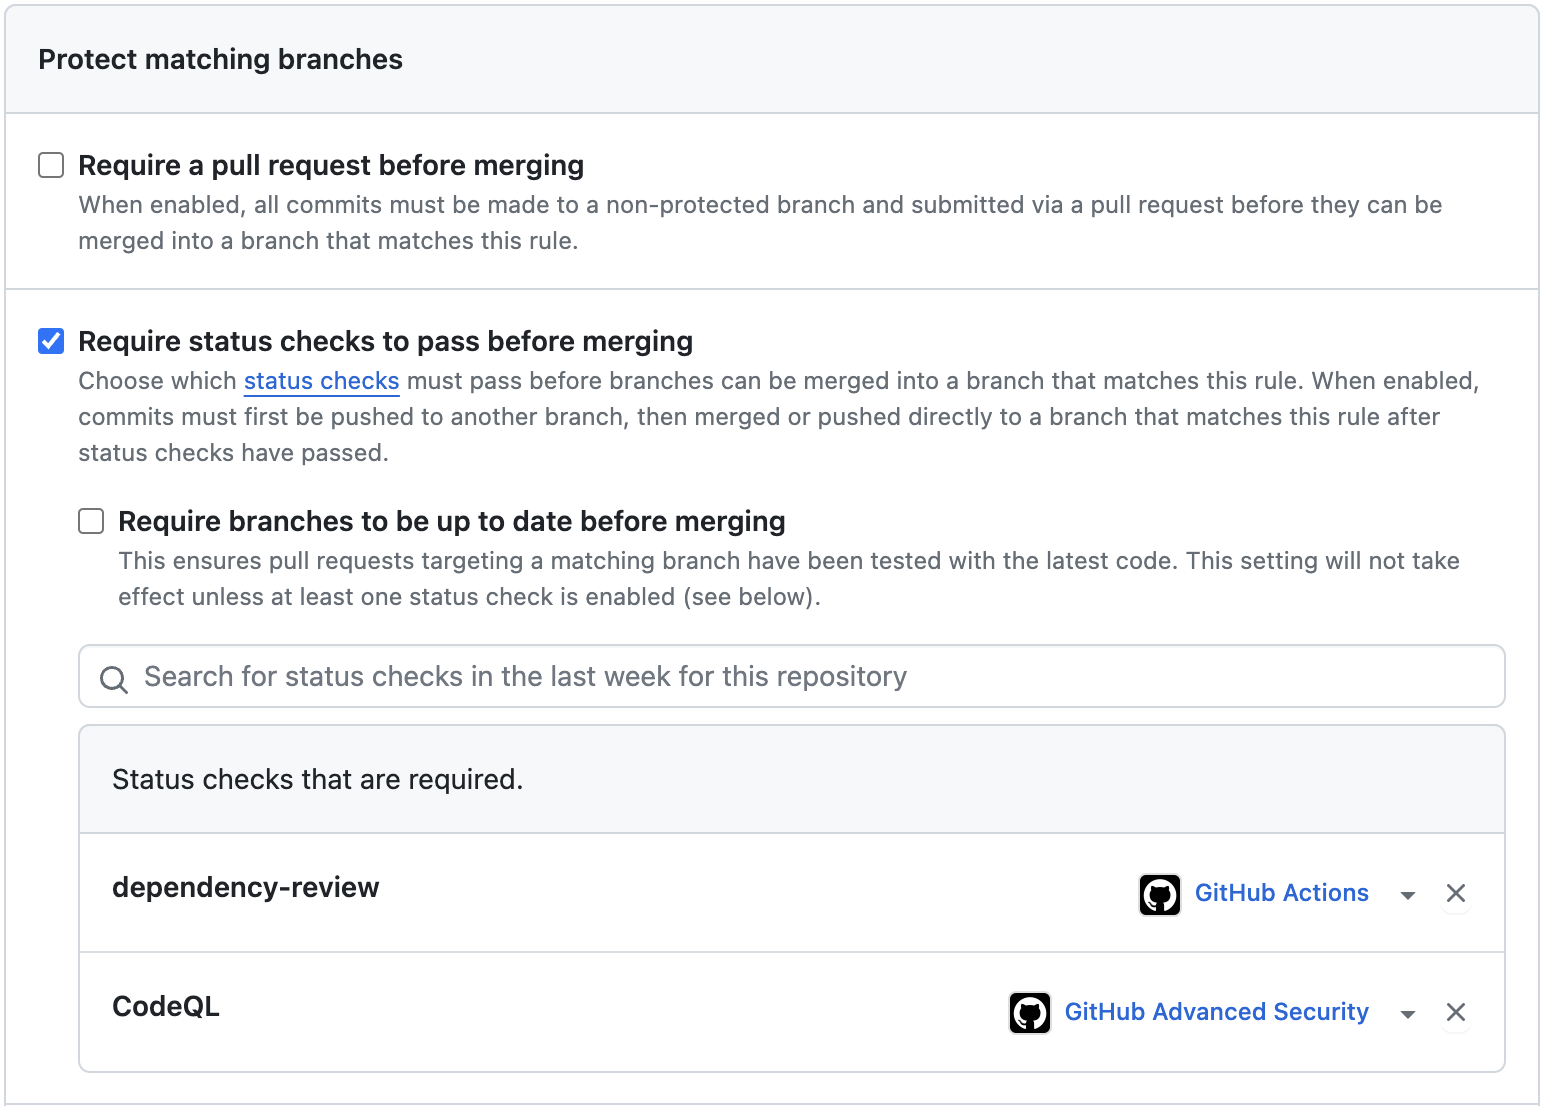 Protect matching branches
Require a pull request before merging
When enabled, all commits must be made to a non-protected branch and submitted via a pull request before they can be
merged into a branch that matches this rule.
Require status checks to pass before merging
Choose which status checks must pass before branches can be merged into a branch that matches this rule. When enabled,
commits must first be pushed to another branch, then merged or pushed directly to a branch that matches this rule after
status checks have passed.
Require branches to be up to date before merging
This ensures pull requests targeting a matching branch have been tested with the latest code. This setting will not take
effect unless at least one status check is enabled (see below).
Search for status checks in the last week for this repository
Status checks that are required.
dependency-review
GitHub Actions
CodeQL
GitHub Advanced Security